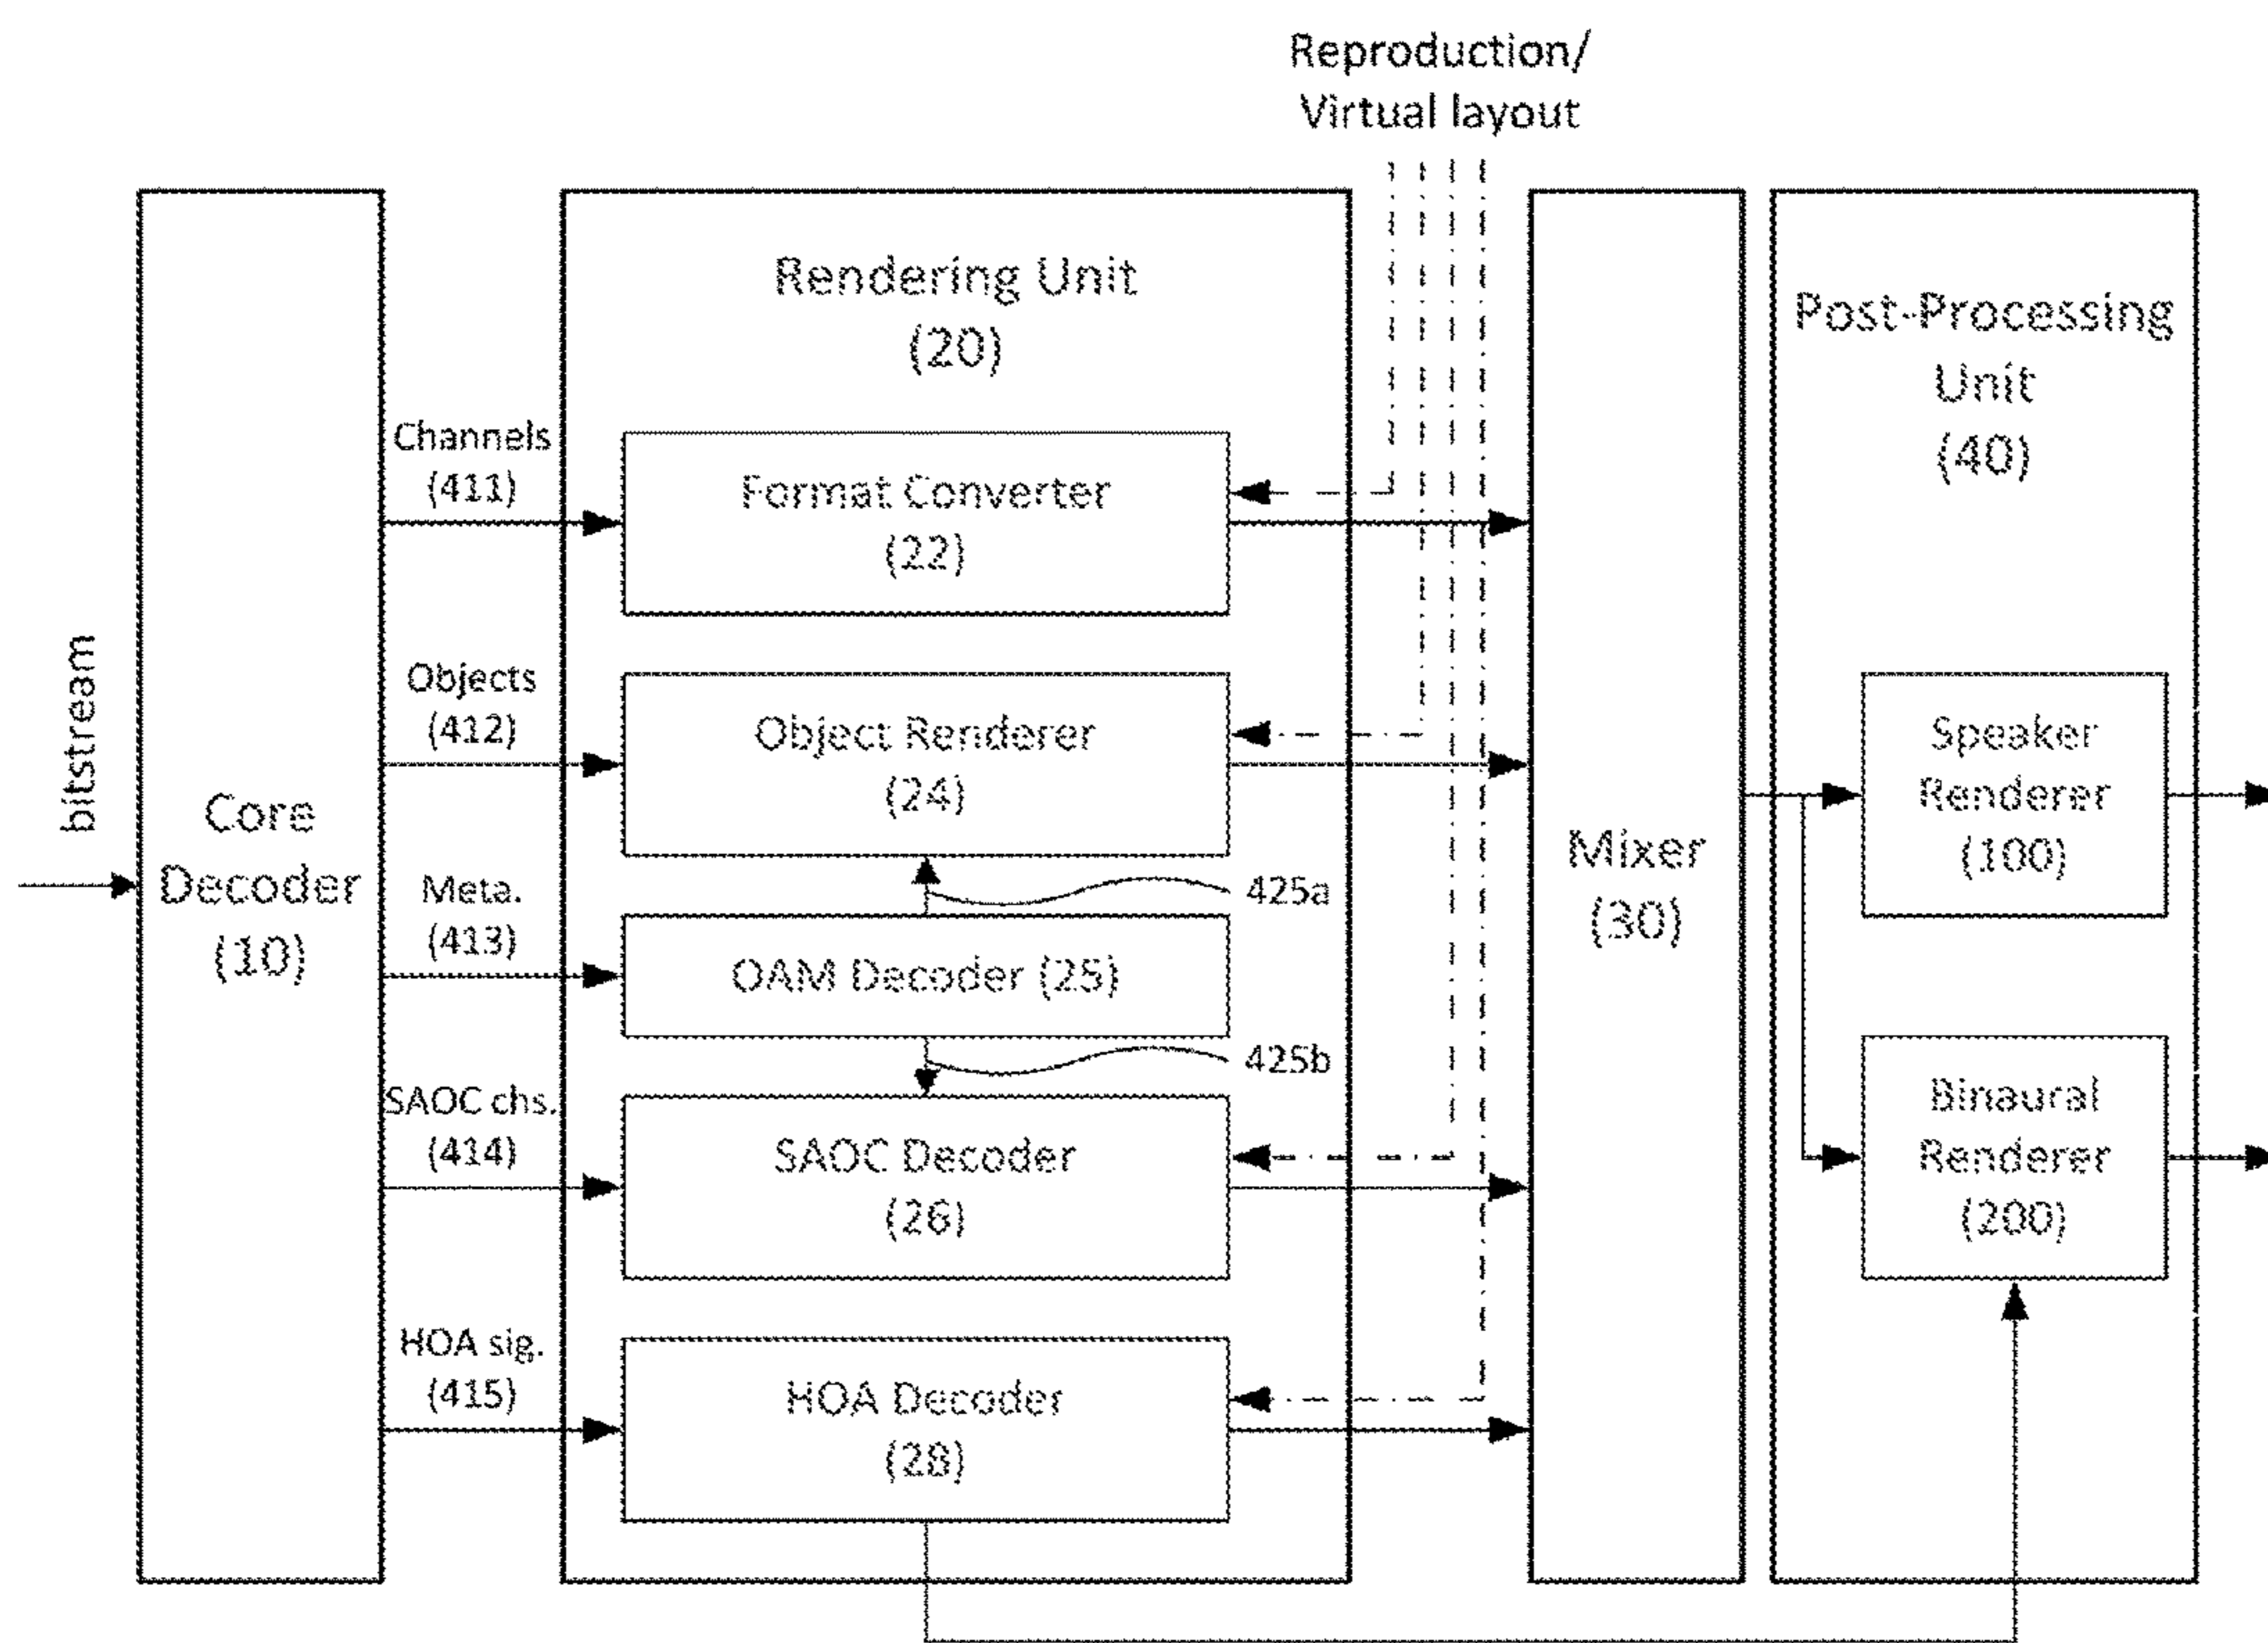 Reproduction/
Virtual layout
bitstream
Core
Decoder
(10)
Channels
(411)
Objects
(412)
Meta.
(413)
SAOC chs.
(414)
HOA sig.
(415)
Rendering Unit
(20)
Format Converter
(22)
Object Renderer
(24)
425a
OAM Decoder (25)
425b
SAOC Decoder
(26)
HOA Decoder
(28)
Mixer
(30)
Post-Processing
Unit
(40)
Speaker
Renderer
(100)
Binaural
Renderer
(200)